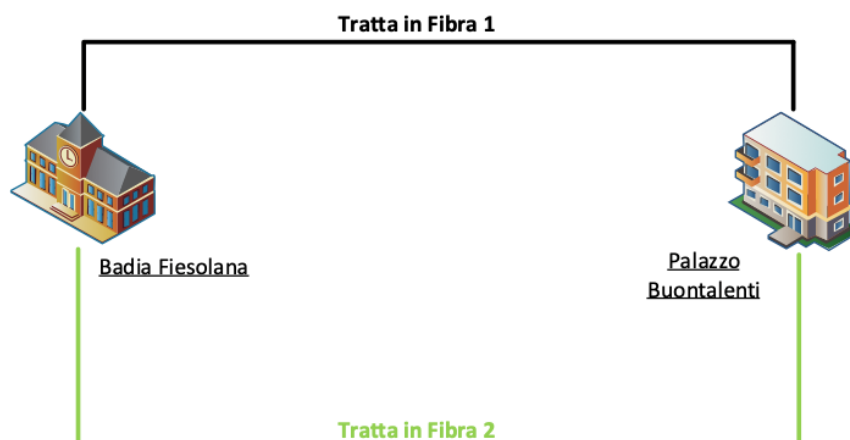 Tratta in Fibra 1
Badia Fiesolana
Palazzo
Buontalenti
Tratta in Fibra 2